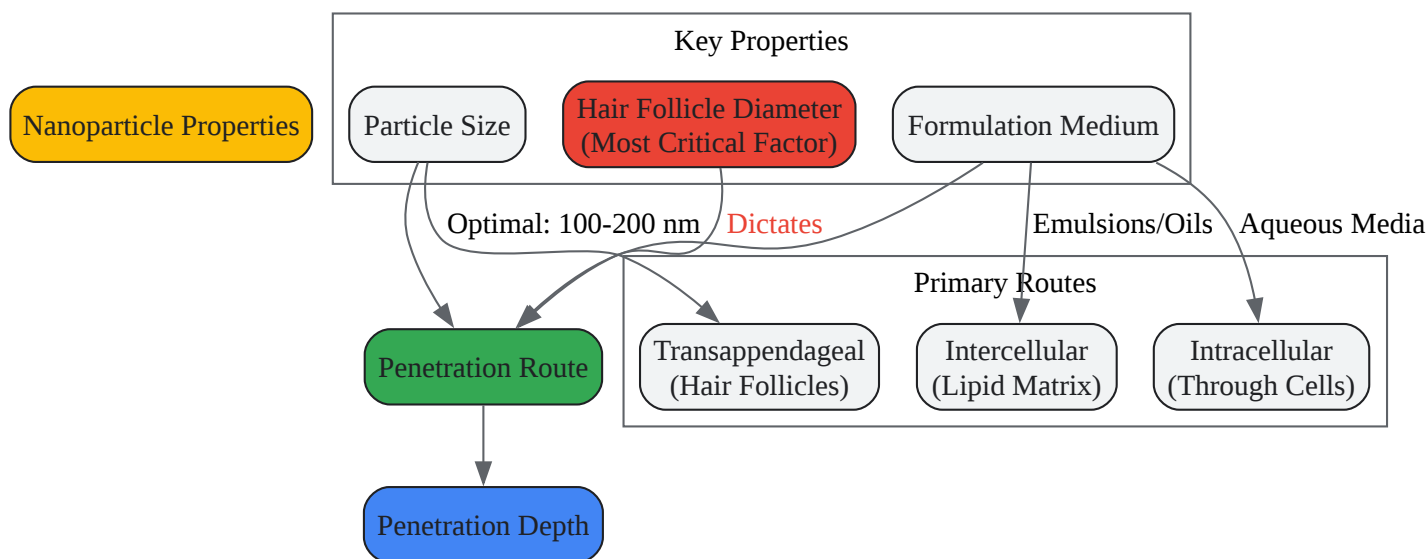 Key Properties
Nanoparticle Properties
Particle Size
Hair Follicle Diameter
(Most Critical Factor)
Formulation Medium
Optimal: 100-200 nm
Dictates
Emulsions/Oils
Aqueous Media
Primary Routes
Penetration Route
Transappendageal
(Hair Follicles)
Intercellular
(Lipid Matrix)
Intracellular
(Through Cells)
Penetration Depth